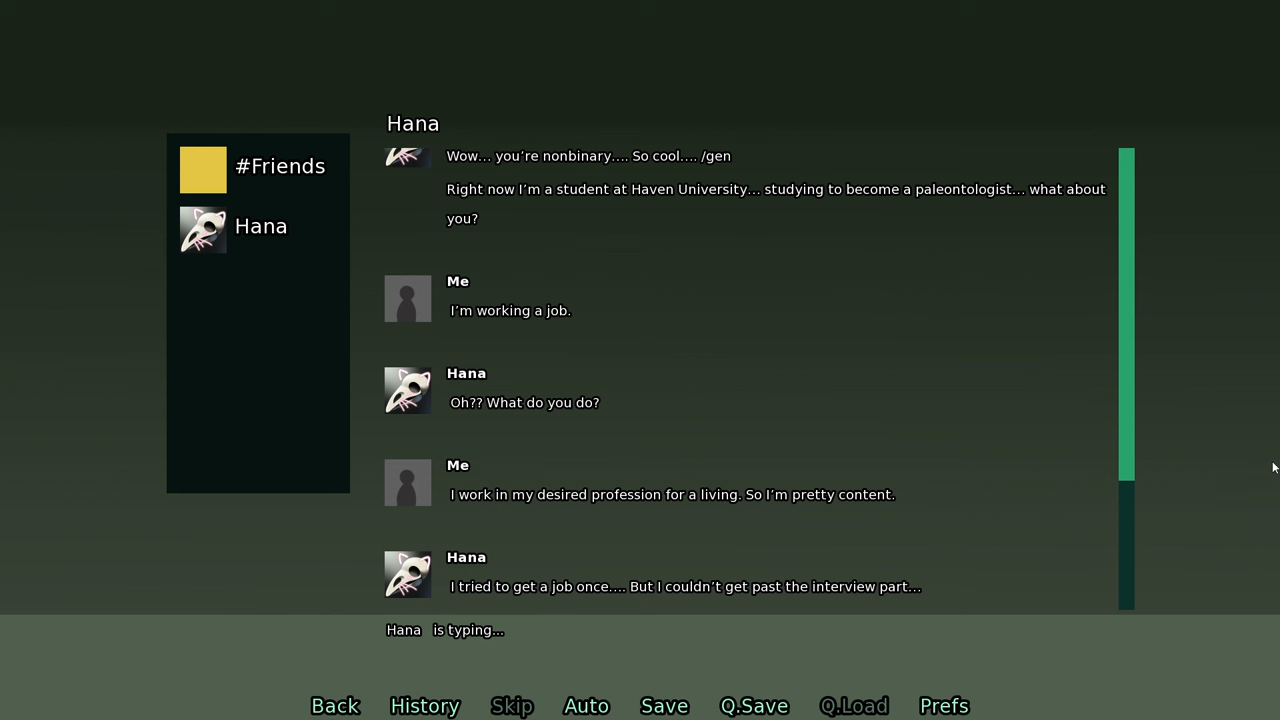 Hana
#Friends
Hana
Wow... you're nonbinary.... So cool.... /gen
Right now I'm a student at Haven University... studying to become a paleontologist... what about
you?
Me
I'm working a job.
Hana
Oh?? What do you do?
Me
I work in my desired profession for a living. So I'm pretty content.
Hana
I tried to get a job once.... But I couldn't get past the interview part...
Hana is typing...
Back History Skip Auto Save Q.Save Q.Load Prefs